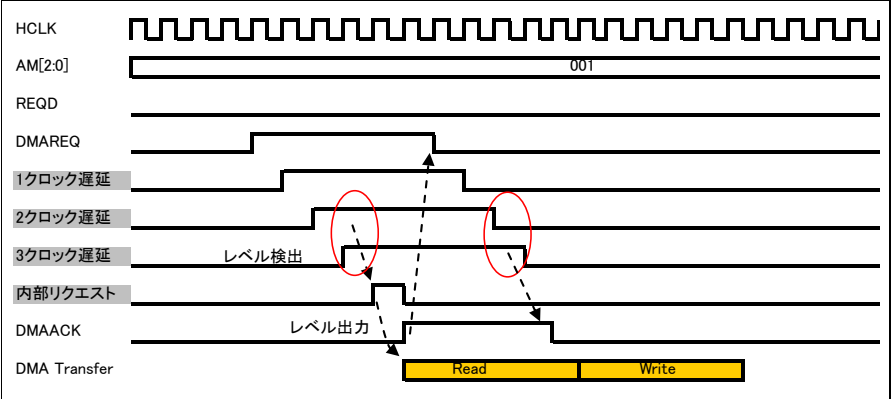 HCLK
AM[2:0]
001
REQD
DMAREQ
1クロック遅延
2クロック遅延
3クロック遅延
レベル検出
内部リクエスト
DMAACK
レベル出力
DMA Transfer
Read
Write